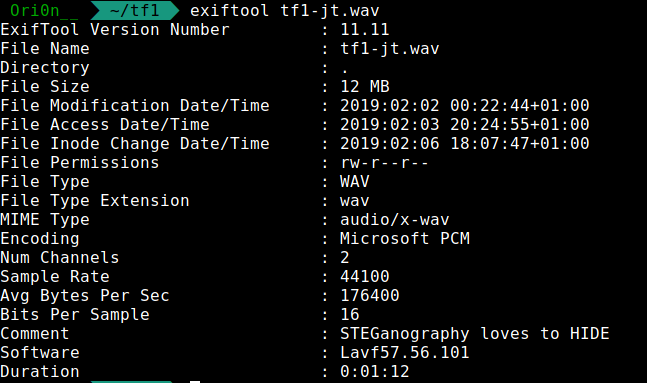 Ori0n__ ~/tf1 exiftool tf1-jt.wav
ExifTool Version Number : 11.11
File Name : tf1-jt.wav
Directory : .
File Size : 12 MB
File Modification Date/Time : 2019:02:02 00:22:44+01:00
File Access Date/Time : 2019:02:03 20:24:55+01:00
File Inode Change Date/Time : 2019:02:06 18:07:47+01:00
File Permissions : rw-r--r--
File Type : WAV
File Type Extension : wav
MIME Type : audio/x-wav
Encoding : Microsoft PCM
Num Channels : 2
Sample Rate : 44100
Avg Bytes Per Sec : 176400
Bits Per Sample : 16
Comment : STEGanography loves to HIDE
Software : Lavf57.56.101
Duration : 0:01:12